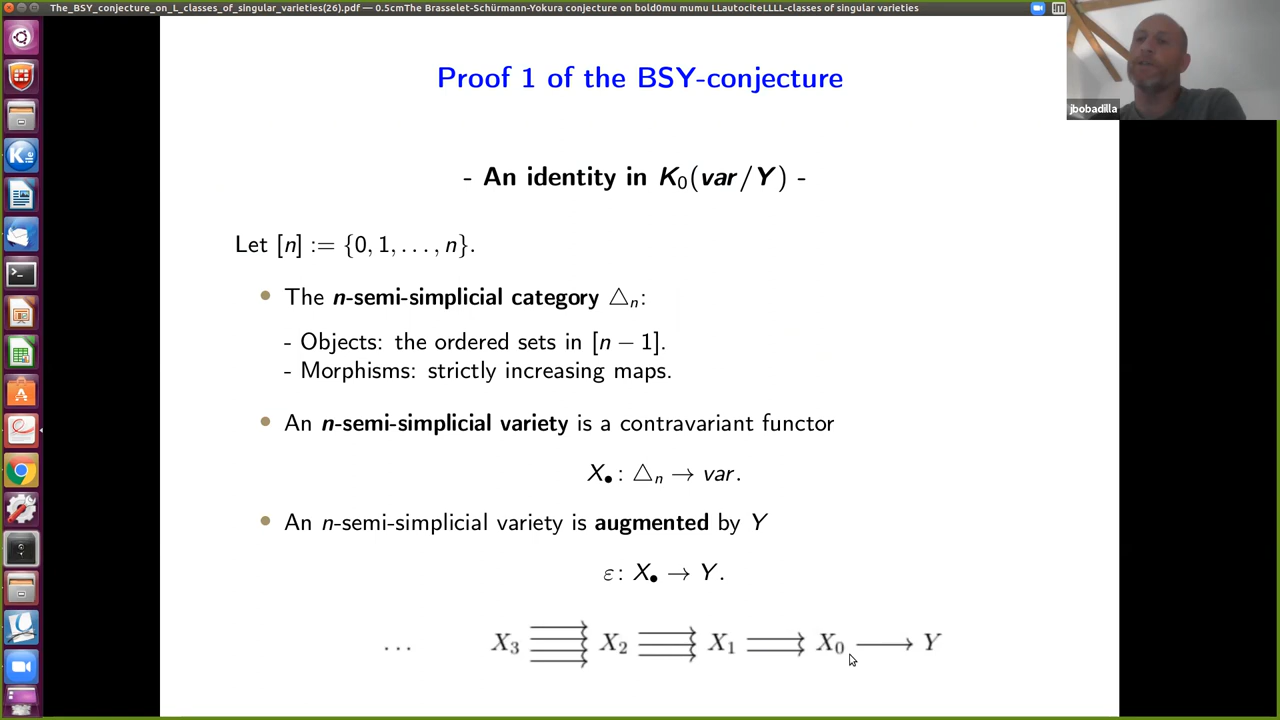 The_BSY_conjecture_on_L_classes_of_singular_varieties(26).pdf — 0.5cmThe Brasselet-Schürmann-Yokura conjecture on bold0mu mumu LLautociteLLLL-classes of singular varieties
jbobadilla
Proof 1 of the BSY-conjecture
- An identity in K₀(var/Y) -
Let [n] := {0, 1, . . . , n}.
• The n-semi-simplicial category △ₙ:
- Objects: the ordered sets in [n − 1].
- Morphisms: strictly increasing maps.
• An n-semi-simplicial variety is a contravariant functor
X•: △ₙ → var.
• An n-semi-simplicial variety is augmented by Y
ε: X• → Y.
. . . X₃ X₂ X₁ X₀ → Y